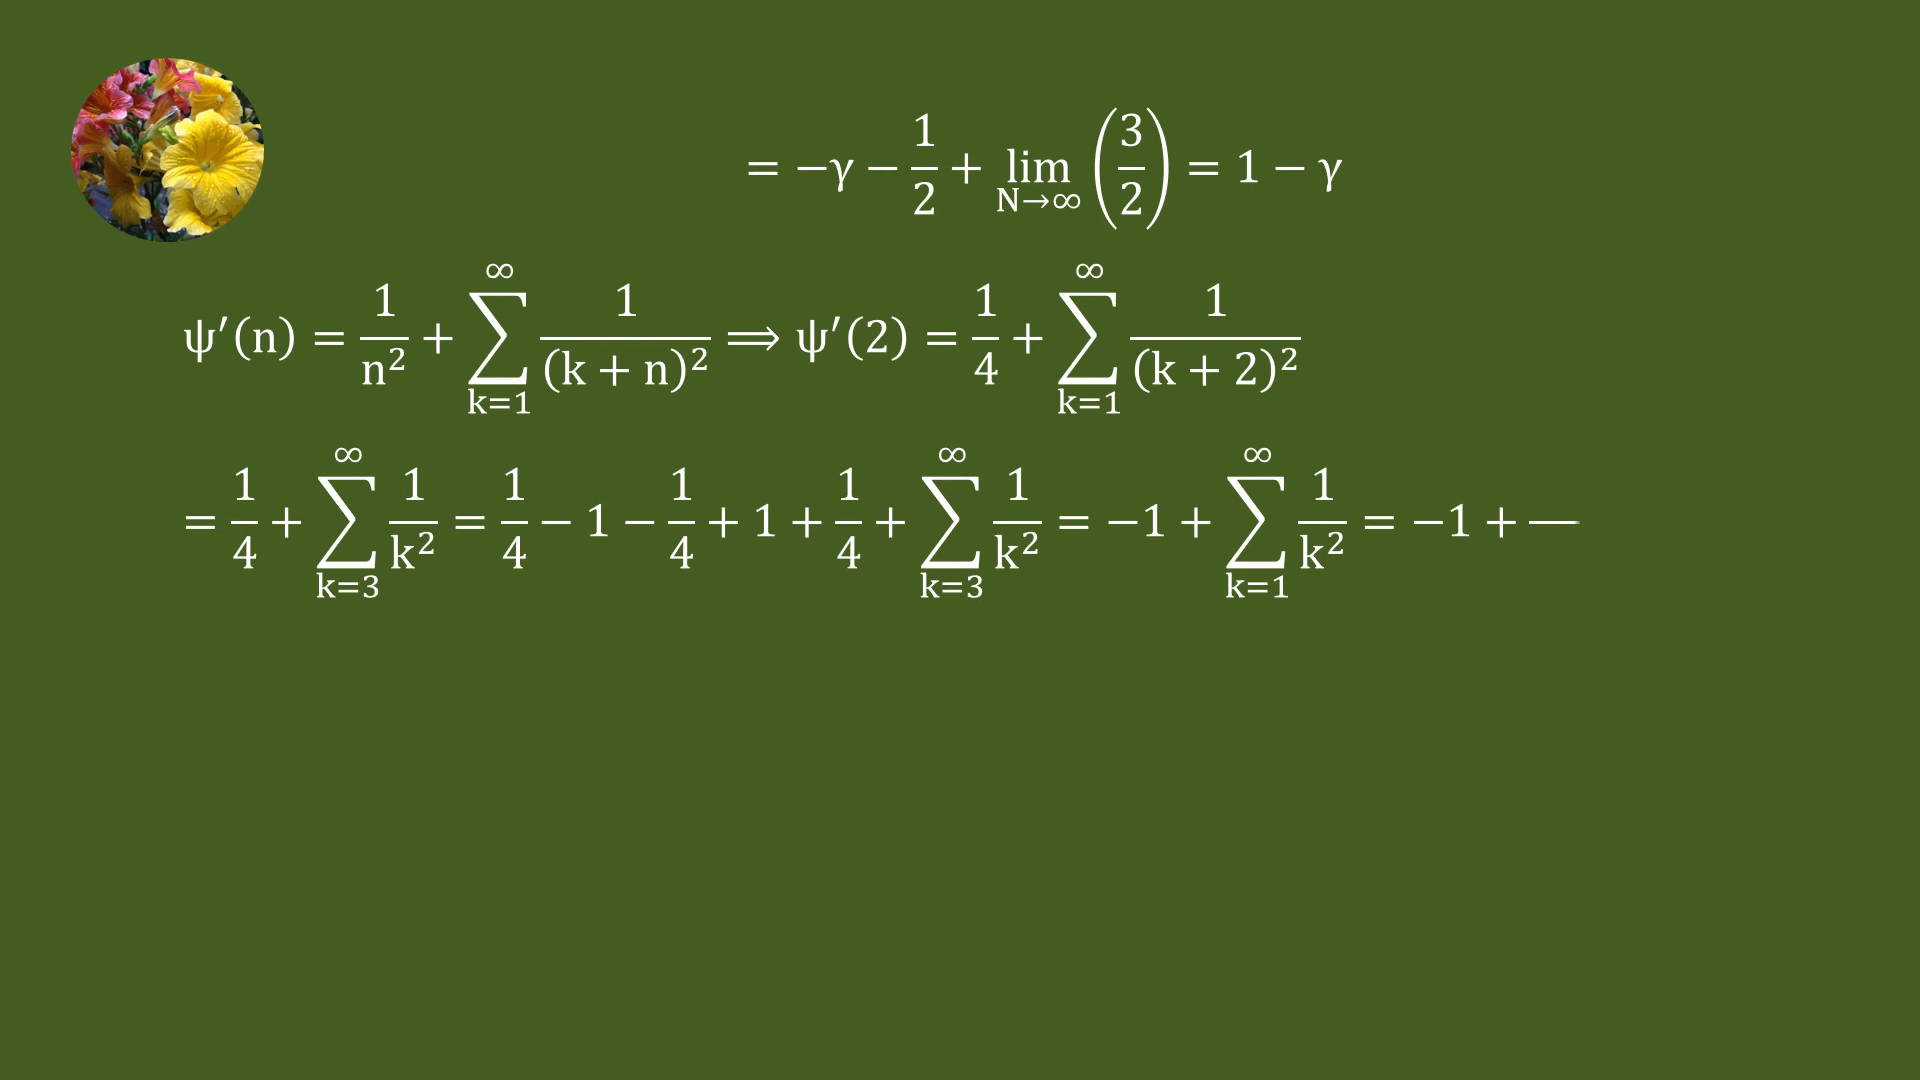 = −γ − 1/2 + lim N→∞ (3/2) = 1 − γ
ψ′(n) = 1/n² + ∑ k=1 ∞ 1/(k + n)² ⟹ ψ′(2) = 1/4 + ∑ k=1 ∞ 1/(k + 2)²
= 1/4 + ∑ k=3 ∞ 1/k² = 1/4 − 1 − 1/4 + 1 + 1/4 + ∑ k=3 ∞ 1/k² = −1 + ∑ k=1 ∞ 1/k² = −1 + —